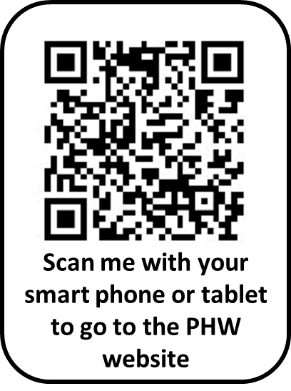 Scan me with your
smart phone or tablet
to go to the PHW
website